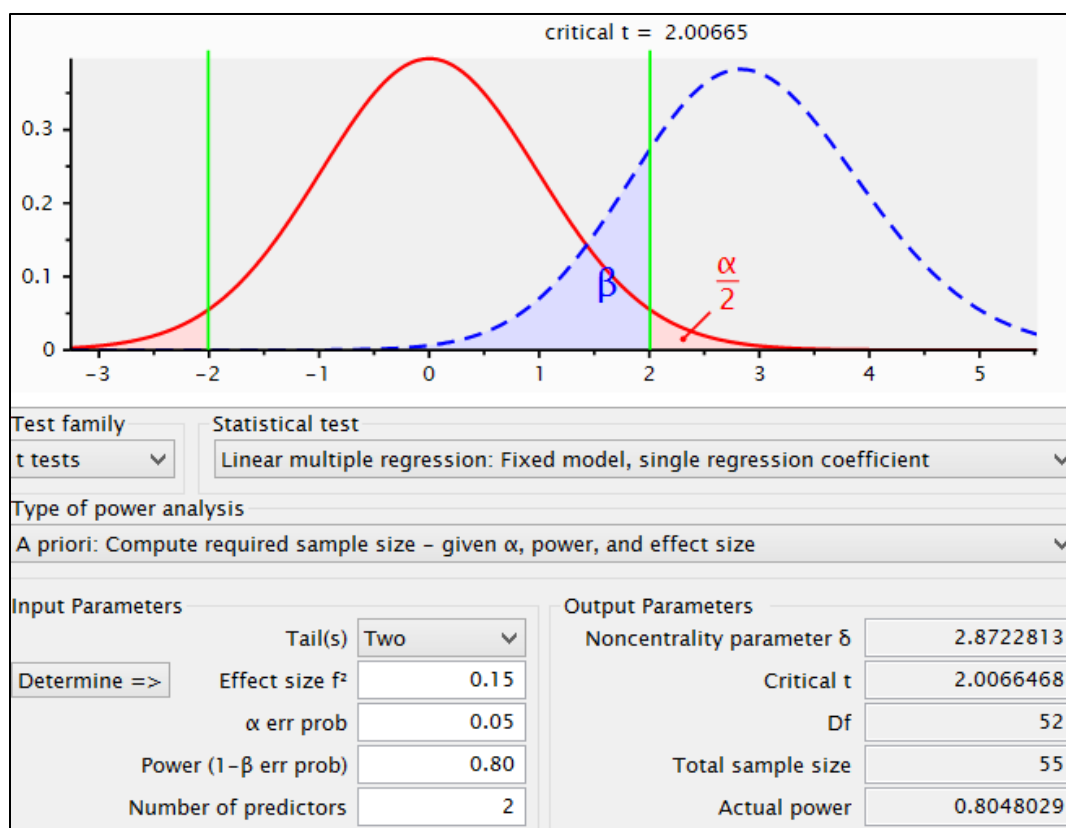 critical t = 2.00665
0.3
0.2
0.1
0
-3 -2 -1 0 1 2 3 4 5
β
α
2
Test family Statistical test
t tests Linear multiple regression: Fixed model, single regression coefficient
Type of power analysis
A priori: Compute required sample size – given α, power, and effect size
Input Parameters Output Parameters
Tail(s) Two Noncentrality parameter δ 2.8722813
Determine => Effect size f² 0.15 Critical t 2.0066468
α err prob 0.05 Df 52
Power (1-β err prob) 0.80 Total sample size 55
Number of predictors 2 Actual power 0.8048029